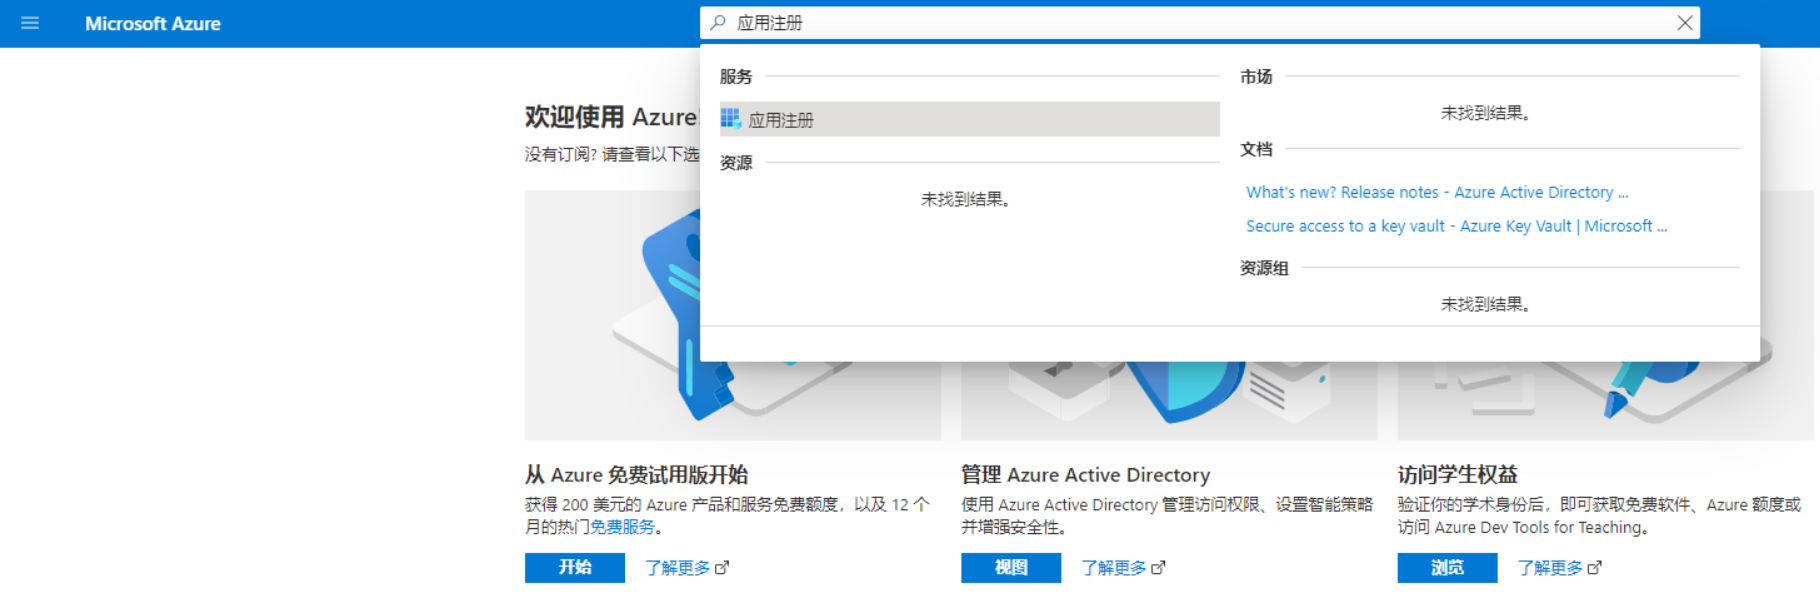 Microsoft Azure
应用注册
服务
应用注册
资源
未找到结果。
市场
未找到结果。
文档
What's new? Release notes - Azure Active Directory ...
Secure access to a key vault - Azure Key Vault | Microsoft ...
资源组
未找到结果。
欢迎使用 Azure!
没有订阅? 请查看以下选
从 Azure 免费试用版开始
获得 200 美元的 Azure 产品和服务免费额度，以及 12 个
月的热门免费服务。
开始
了解更多
管理 Azure Active Directory
使用 Azure Active Directory 管理访问权限、设置智能策略
并增强安全性。
视图
了解更多
访问学生权益
验证你的学术身份后，即可获取免费软件、Azure 额度或
访问 Azure Dev Tools for Teaching。
浏览
了解更多